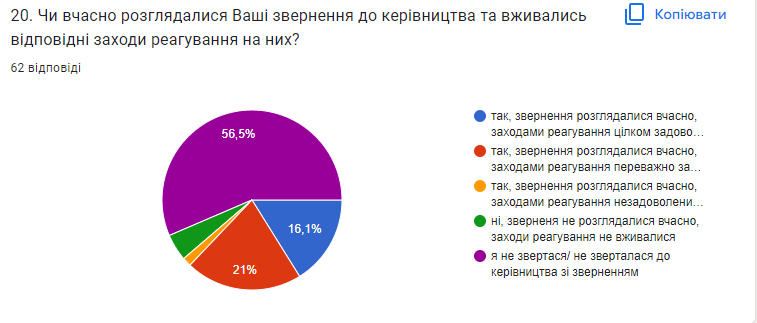 20. Чи вчасно розглядалися Ваші звернення до керівництва та вживались
відповідні заходи реагування на них?
Копіювати
62 відповіді
56,5%
16,1%
21%
так, звернення розглядалися вчасно,
заходами реагування цілком задово…
так, звернення розглядалися вчасно,
заходами реагування переважно за…
так, звернення розглядалися вчасно,
заходами реагування незадоволени…
ні, зверненя не розглядалися вчасно,
заходи реагування не вживалися
я не звертася/ не зверталася до
керівництва зі зверненням